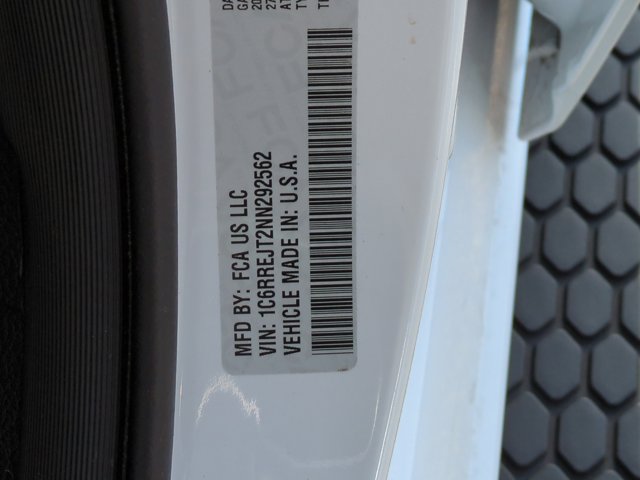 MFD BY: FCA US LLC
VIN: 1C6RREJT2NN292562
VEHICLE MADE IN: U.S.A.